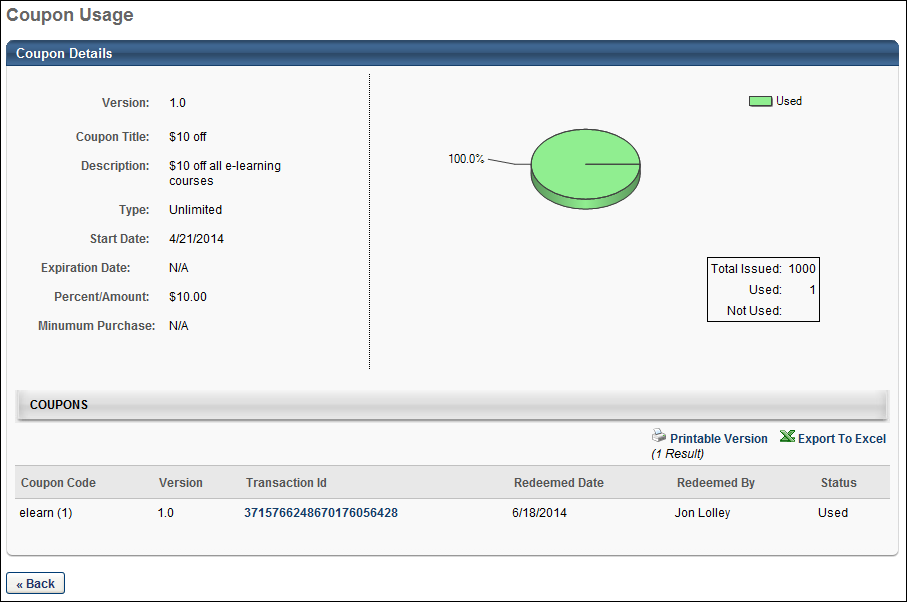 Coupon Usage
Coupon Details
Version: 1.0
Coupon Title: $10 off
Description: $10 off all e-learning
courses
Type: Unlimited
Start Date: 4/21/2014
Expiration Date: N/A
Percent/Amount: $10.00
Minimum Purchase: N/A
Used
100.0%
Total Issued: 1000
Used: 1
Not Used:
COUPONS
Printable Version Export To Excel
(1 Result)
Coupon Code Version Transaction Id Redeemed Date Redeemed By Status
elearn (1) 1.0 3715766248670176056428 6/18/2014 Jon Lolley Used
« Back